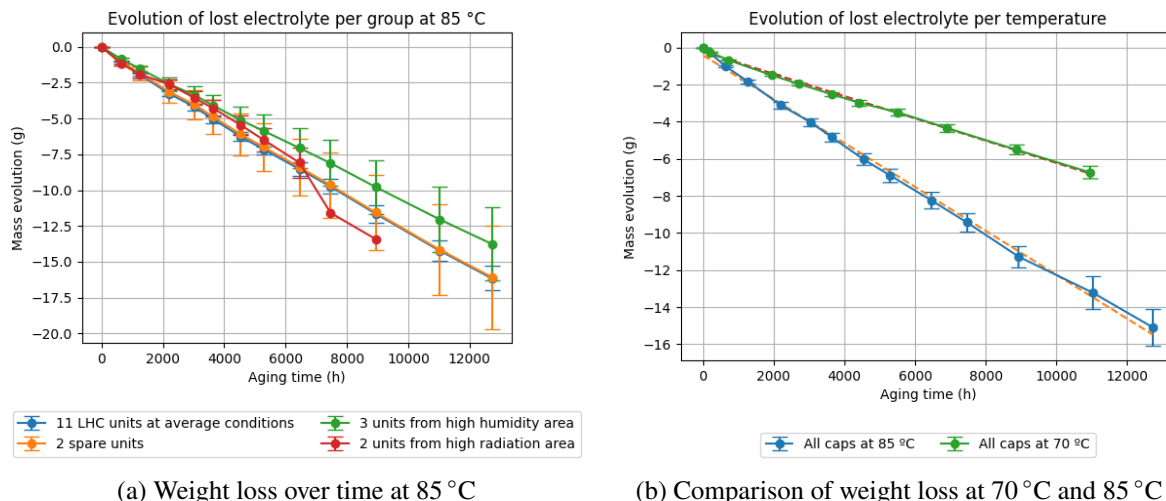 Evolution of lost electrolyte per group at 85 °C
0.0
−2.5
−5.0
−7.5
−10.0
−12.5
−15.0
−17.5
−20.0
Mass evolution (g)
0 2000 4000 6000 8000 10000 12000
Aging time (h)
11 LHC units at average conditions
2 spare units
3 units from high humidity area
2 units from high radiation area
(a) Weight loss over time at 85 °C
Evolution of lost electrolyte per temperature
0
−2
−4
−6
−8
−10
−12
−14
−16
Mass evolution (g)
0 2000 4000 6000 8000 10000 12000
Aging time (h)
All caps at 85 ºC
All caps at 70 ºC
(b) Comparison of weight loss at 70 °C and 85 °C